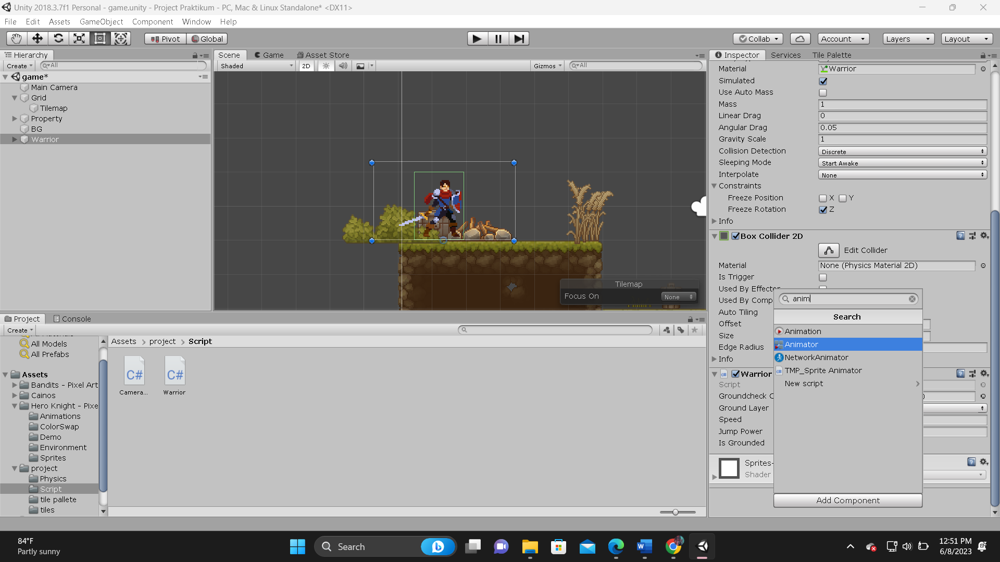 Unity 2018.3.7f1 Personal - game.unity - Project Praktikum - PC, Mac & Linux Standalone* <DX11>
File Edit Assets GameObject Component Window Help
Pivot Global Collab Account Layers Layout
Hierarchy
Create All
game*
Main Camera
Grid
Tilemap
Property
BG
Warrior
Scene Game Asset Store
Shaded 2D Gizmos All
Tilemap
Focus On None
Inspector Services Tile Palette
Material Warrior
Simulated
Use Auto Mass
Mass 1
Linear Drag 0
Angular Drag 0.05
Gravity Scale 1
Collision Detection Discrete
Sleeping Mode Start Awake
Interpolate None
Constraints
Freeze Position X Y
Freeze Rotation Z
Info
Box Collider 2D
Edit Collider
Material None (Physics Material 2D)
Is Trigger
Used By Effector
Used By Comp
Auto Tiling
Offset
Size
Edge Radius
Info
Warrior
Script
Groundcheck C
Ground Layer
Speed
Jump Power
Is Grounded
Sprites-
Shader
anim
Search
Animation
Animator
NetworkAnimator
TMP_Sprite Animator
New script
Add Component
Project Console
Create
All Models
All Prefabs
Assets
Bandits - Pixel Art
Cainos
Hero Knight - Pixe
Animations
ColorSwap
Demo
Environment
Sprites
project
Physics
Script
tile pallete
tiles
Assets project Script
C# C#
Camera... Warrior
84°F
Partly sunny
Search
12:51 PM
6/8/2023